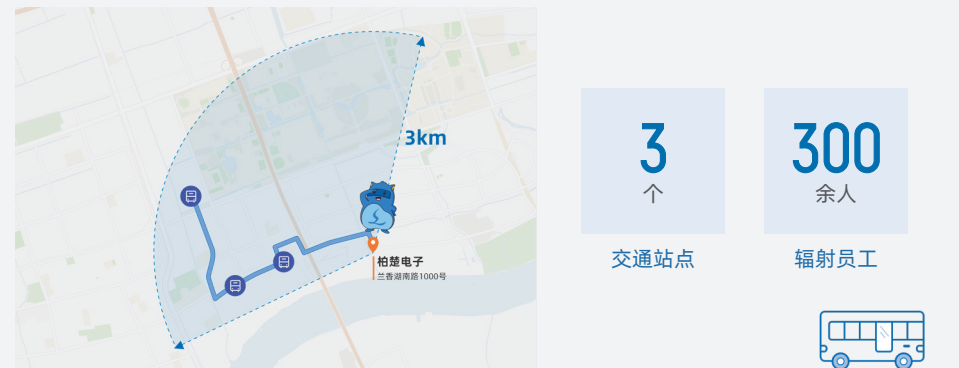 3km
柏楚电子
兰香湖南路1000号
3
个
交通站点
300
余人
辐射员工